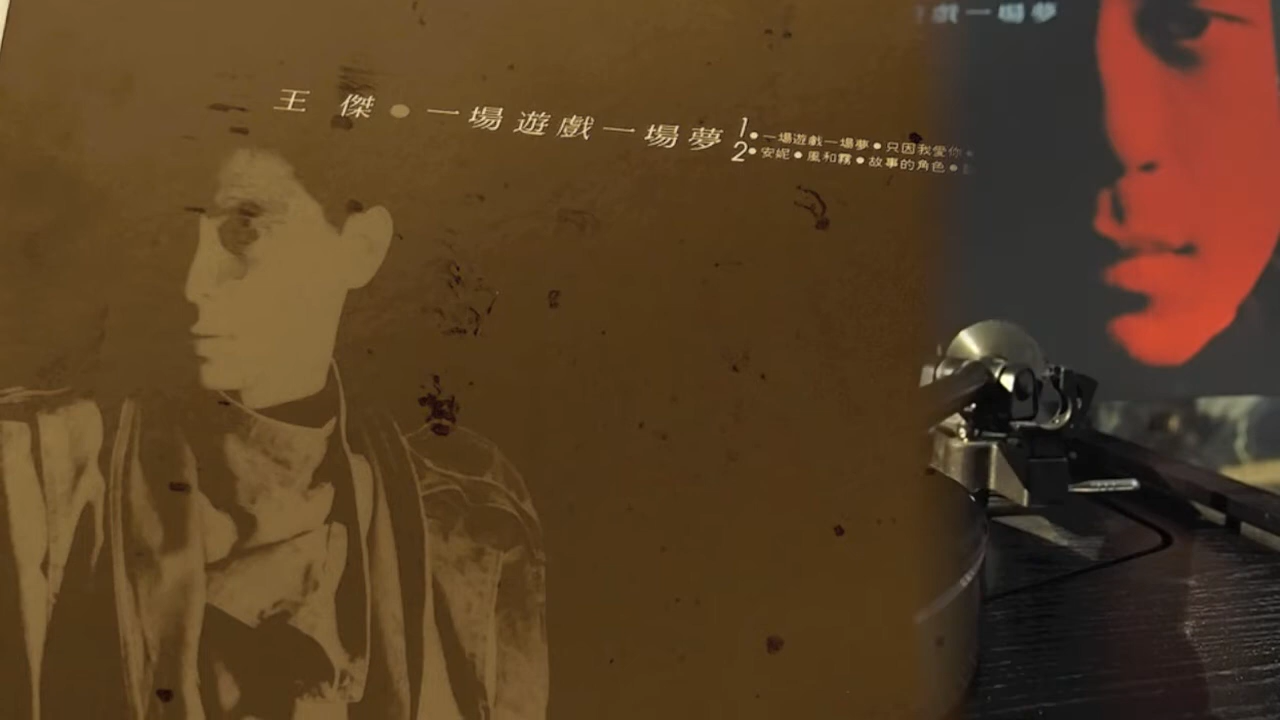 王 傑●一場遊戲一場夢
1●一場遊戲一場夢●只因我愛你●
2●安妮●風和霧●故事的角色●
戲一場夢